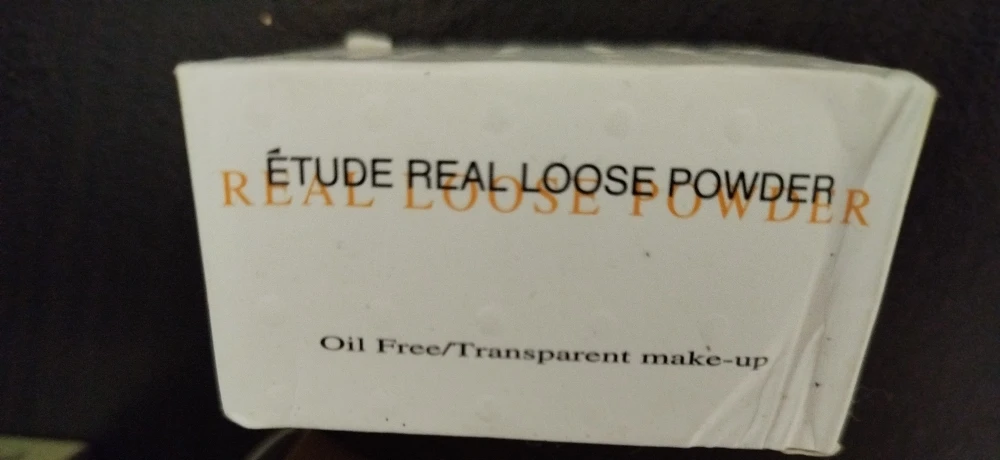 ÉTUDE REAL LOOSE POWDER
REAL LOOSE POWDER
Oil Free/Transparent make-up